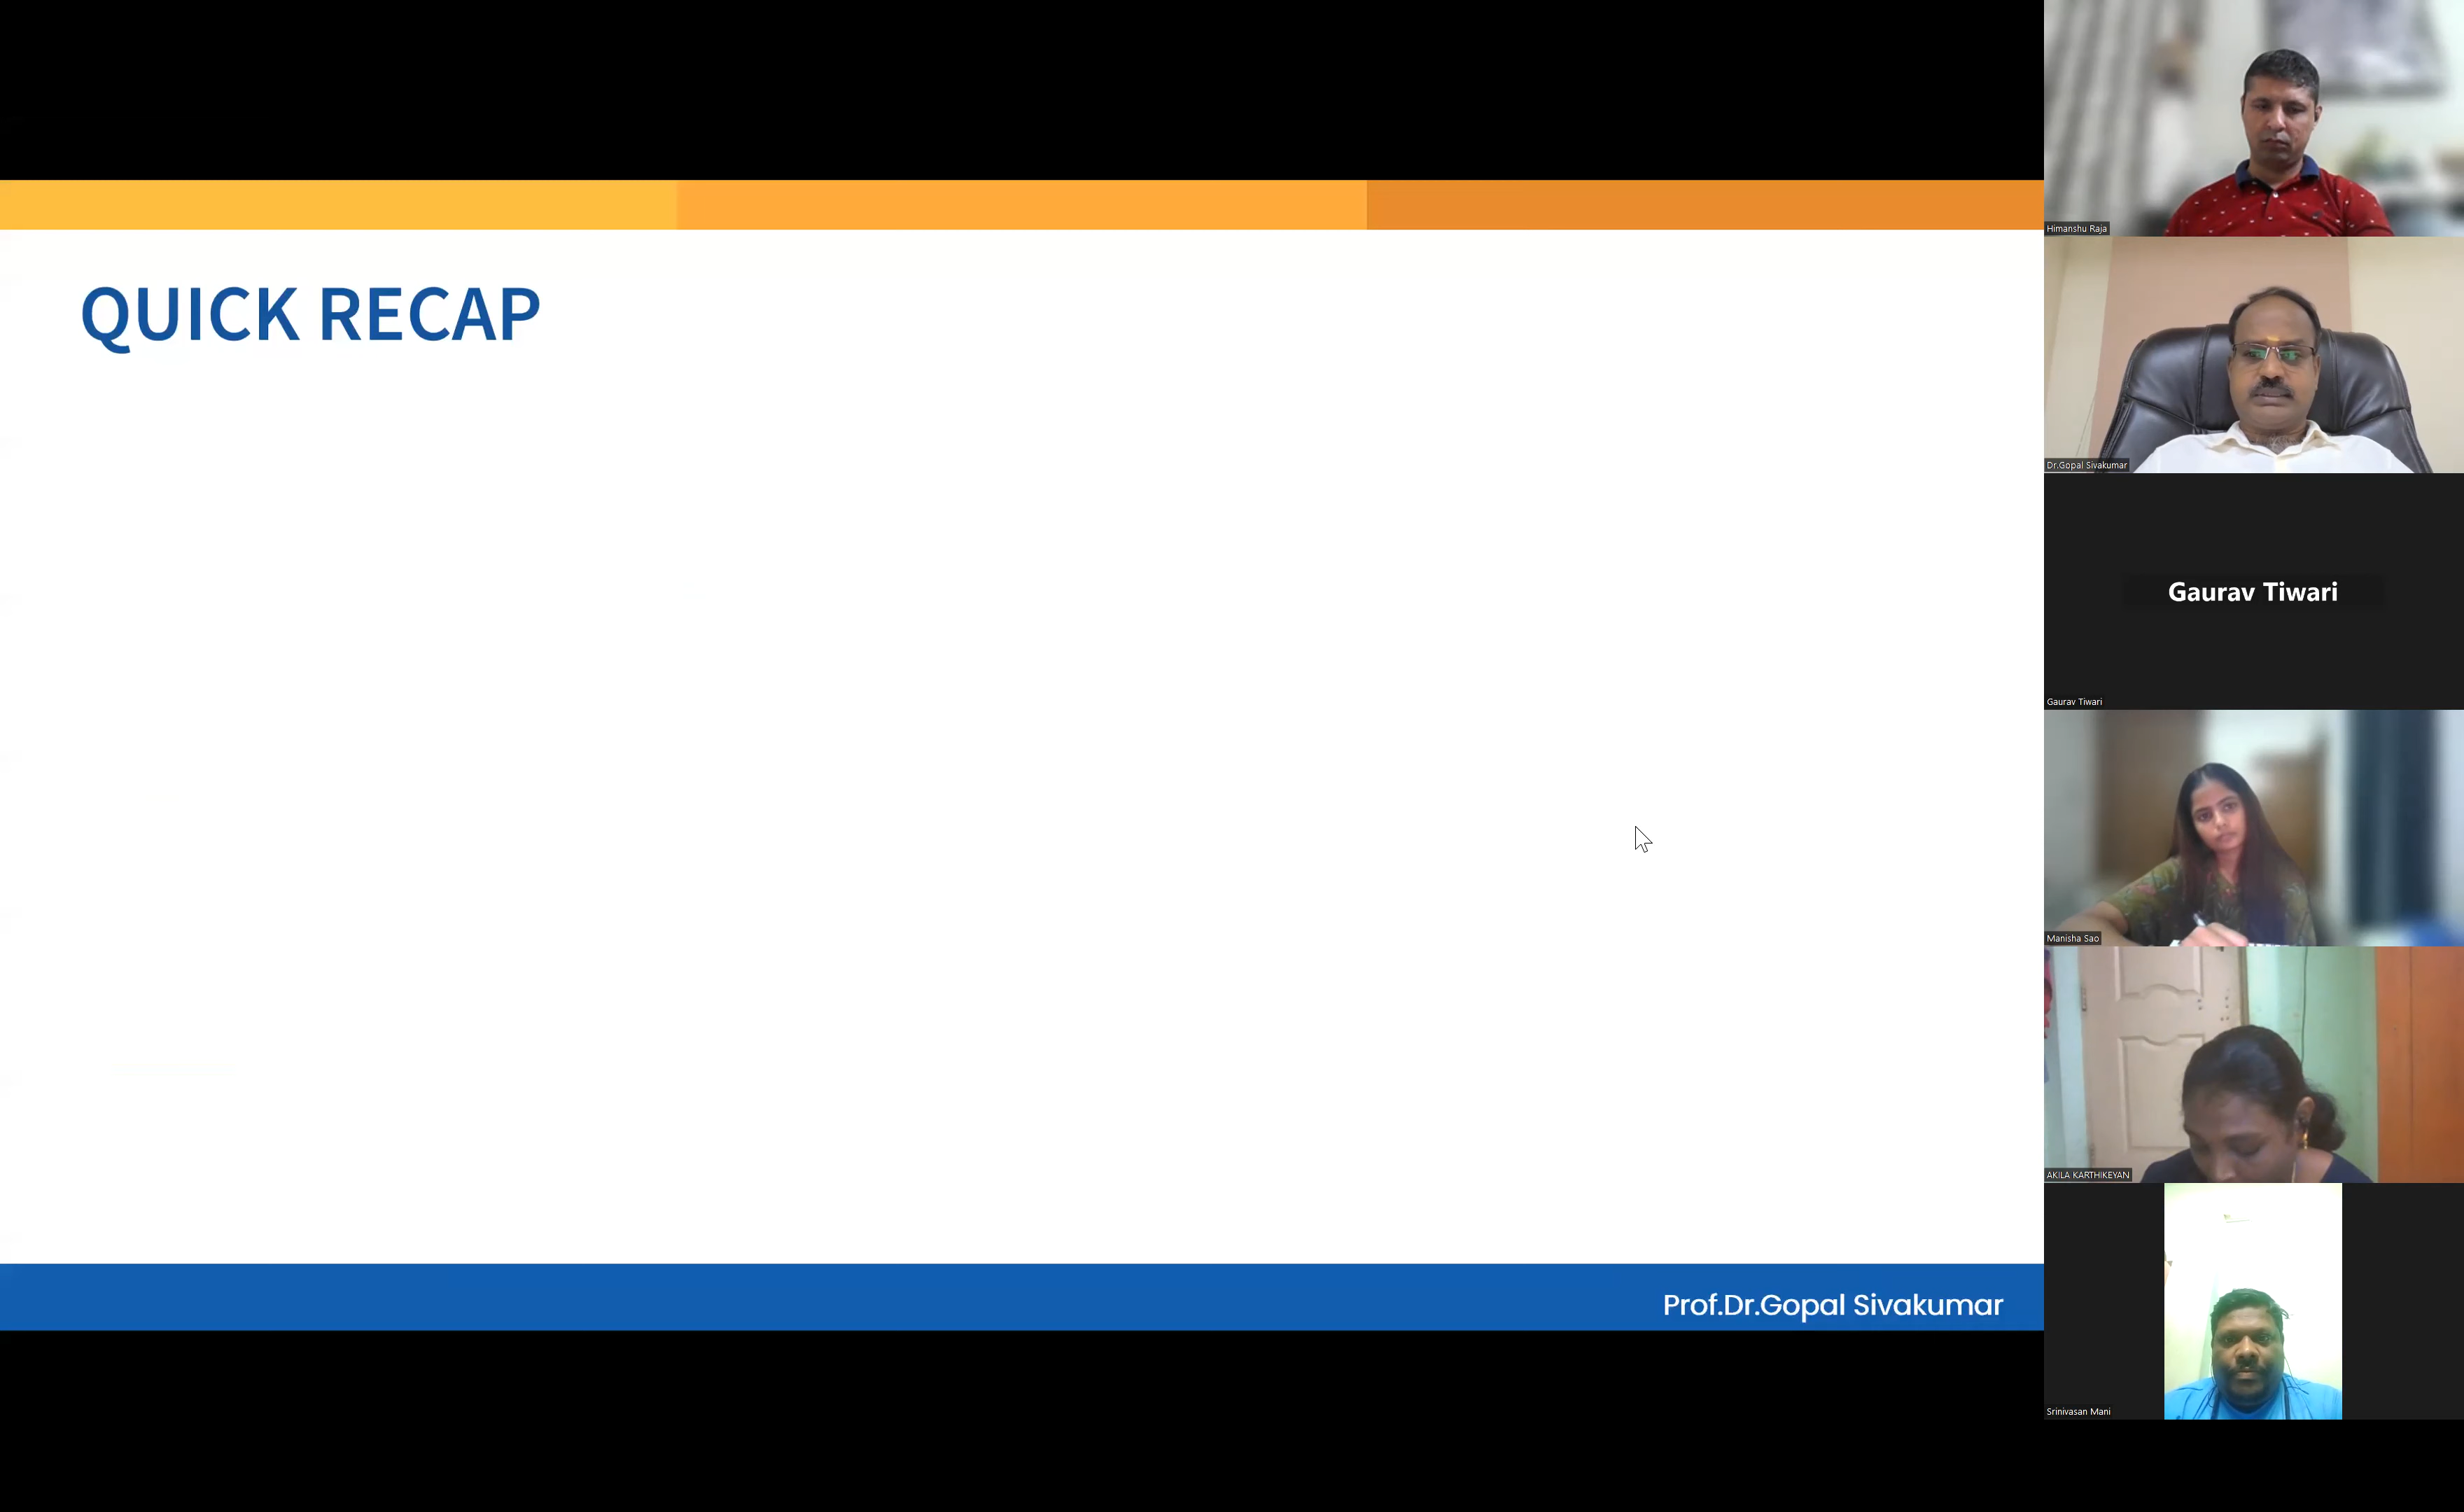 QUICK RECAP
Prof.Dr.Gopal Sivakumar
Himanshu Raja
Dr.Gopal Sivakumar
Gaurav Tiwari
Gaurav Tiwari
Manisha Sao
AKILA KARTHIKEYAN
Srinivasan Mani